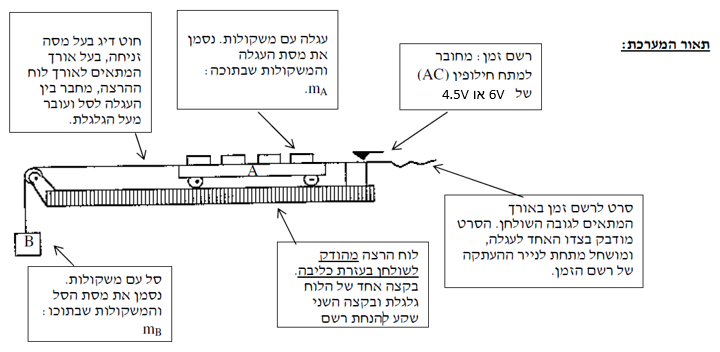 תאור המערכת:
רשם זמן: מחובר
למתח חילופין (AC)
של 6V או 4.5V
עגלה עם משקולות. נסמן
את מסת העגלה
והמשקולות שבתוכה:
.mA
חוט דיג בעל מסה
זניחה, בעל אורך
המתאים לאורך לוח
ההרצה, מחבר בין
העגלה לסל ועובר
מעל הגלגלת.
A
B
סרט לרשם זמן באורך
המתאים לגובה השולחן. הסרט
מודבק בצדו האחד לעגלה,
ומושחל מתחת לנייר ההעתקה
של רשם הזמן.
לוח הרצה מהודק
לשולחן בעזרת כליבה.
בקצה אחד של הלוח
גלגלת ובקצה השני
שקע להנחת רשם
סל עם משקולות.
נסמן את מסת הסל
והמשקולות שבתוכו:
mB